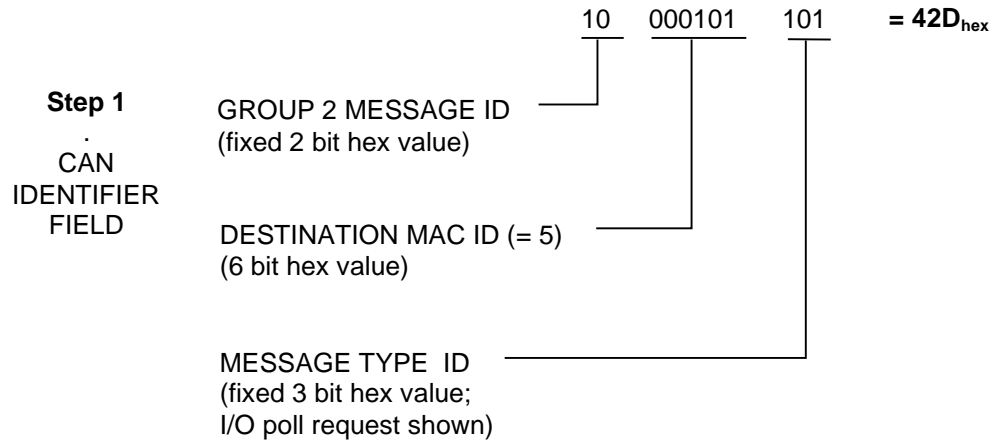 10 000101 101 = 42Dhex
Step 1
.
CAN
IDENTIFIER
FIELD
GROUP 2 MESSAGE ID
(fixed 2 bit hex value)
DESTINATION MAC ID (= 5)
(6 bit hex value)
MESSAGE TYPE ID
(fixed 3 bit hex value;
I/O poll request shown)